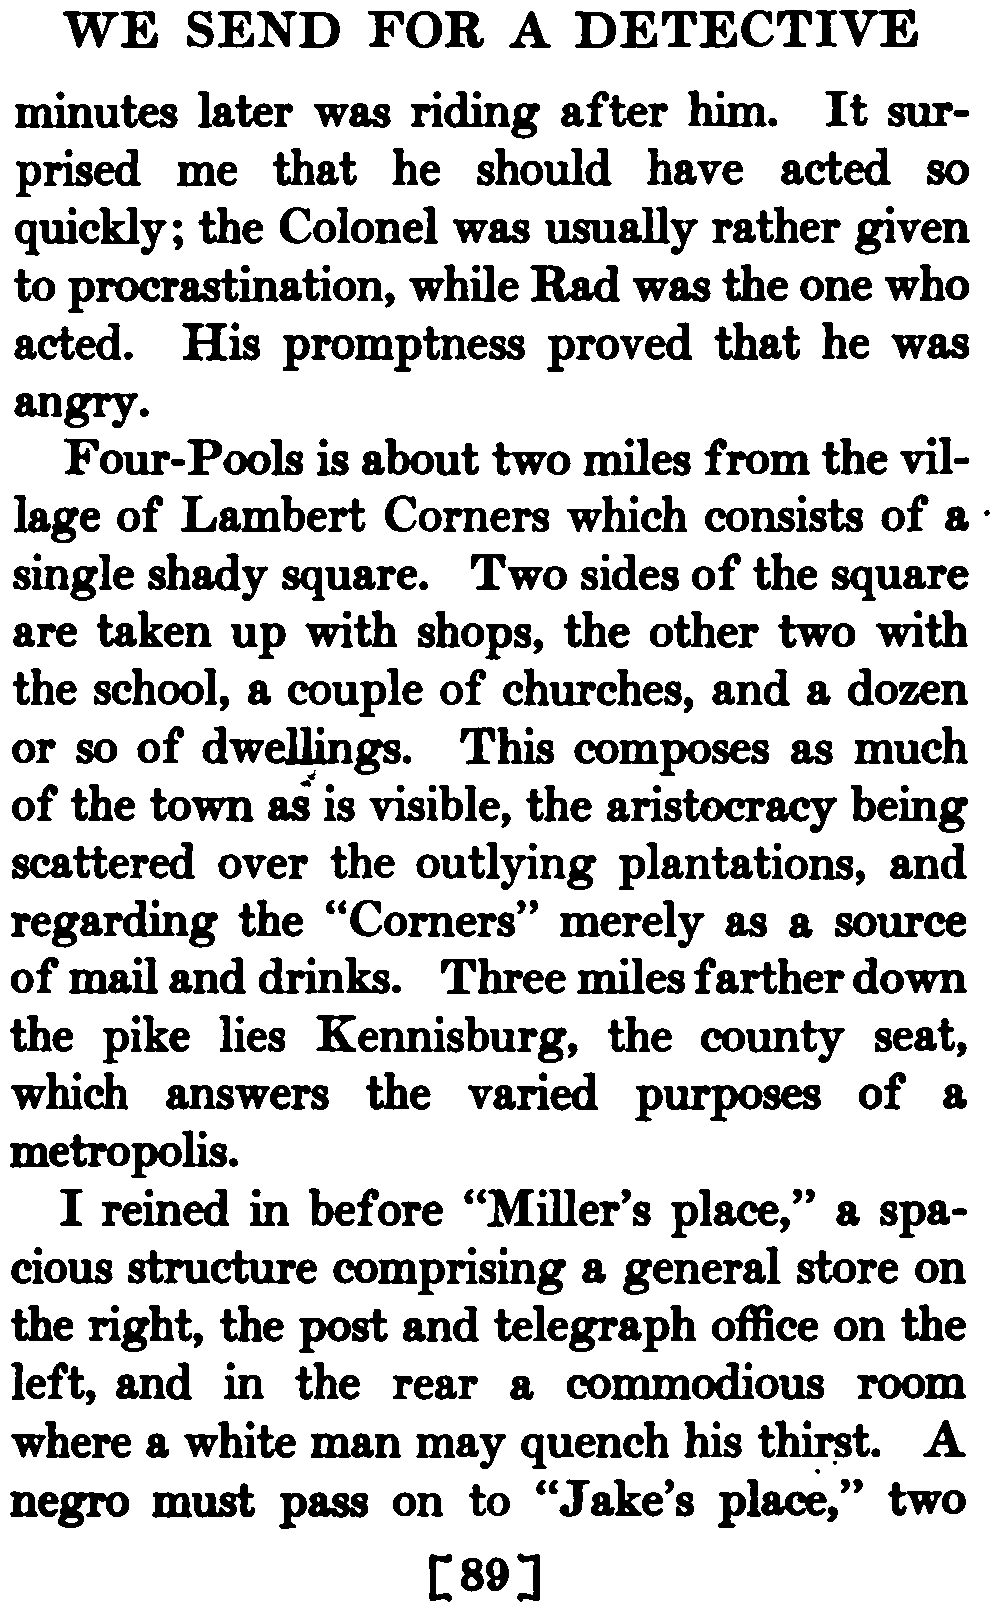 WE SEND FOR A DETECTIVE
minutes later was riding after him. It sur-
prised me that he should have acted so
quickly; the Colonel was usually rather given
to procrastination, while Rad was the one who
acted. His promptness proved that he was
angry.
Four-Pools is about two miles from the vil-
lage of Lambert Corners which consists of a
single shady square. Two sides of the square
are taken up with shops, the other two with
the school, a couple of churches, and a dozen
or so of dwellings. This composes as much
of the town as is visible, the aristocracy being
scattered over the outlying plantations, and
regarding the “Corners” merely as a source
of mail and drinks. Three miles farther down
the pike lies Kennisburg, the county seat,
which answers the varied purposes of a
metropolis.
I reined in before “Miller’s place,” a spa-
cious structure comprising a general store on
the right, the post and telegraph office on the
left, and in the rear a commodious room
where a white man may quench his thirst. A
negro must pass on to “Jake’s place,” two
[89]